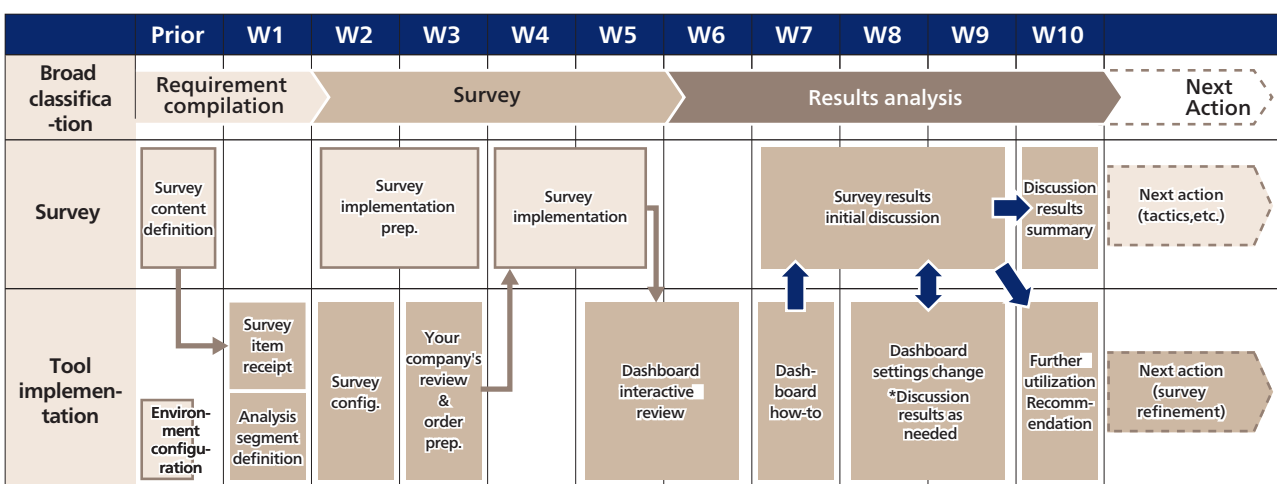 Prior W1 W2 W3 W4 W5 W6 W7 W8 W9 W10
Broad
classifica
-tion
Requirement
compilation
Survey
Results analysis
Next
Action
Survey
Survey
content
definition
Survey
implementation
prep.
Survey
implementation
Survey results
initial discussion
Discussion
results
summary
Next action
(tactics,etc.)
Tool
implemen-
tation
Environ-
ment
configu-
ration
Survey
item
receipt
Analysis
segment
definition
Survey
config.
Your
company's
review
&
order
prep.
Dashboard
interactive
review
Dash-
board
how-to
Dashboard
settings change
*Discussion
results as
needed
Further
utilization
Recomm-
endation
Next action
(survey
refinement)